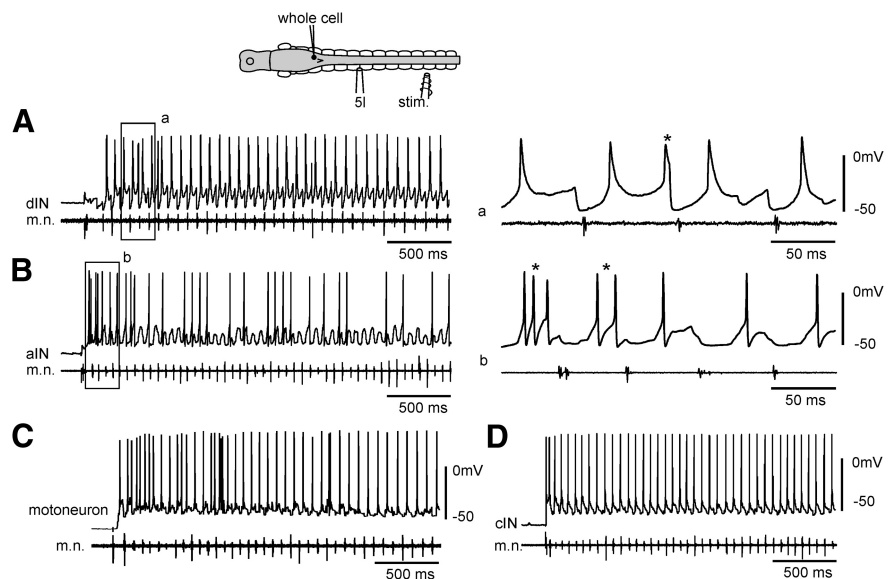 whole cell
5l
stim.
A
a
dIN
m.n.
500 ms
*
0mV
-50
a
50 ms
B
b
aIN
m.n.
500 ms
* *
0mV
-50
b
50 ms
C
motoneuron
m.n.
0mV
-50
500 ms
D
cIN
m.n.
0mV
-50
500 ms